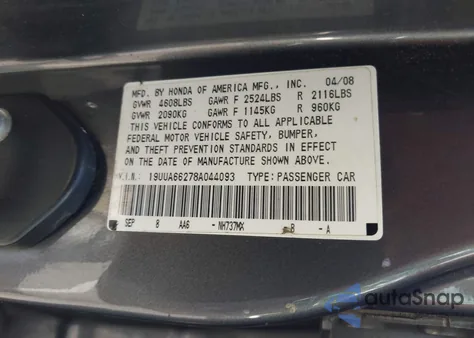 MFD. BY HONDA OF AMERICA MFG., INC. 04/08
GVWR 4608LBS GAWR F 2524LBS R 2116LBS
GVWR 2090KG GAWR F 1145KG R 960KG
THIS VEHICLE CONFORMS TO ALL APPLICABLE
FEDERAL MOTOR VEHICLE SAFETY, BUMPER,
AND THEFT PREVENTION STANDARDS IN EFFECT
ON THE DATE OF MANUFACTURE SHOWN ABOVE.
V.I.N.: 19UUA66278A044093 TYPE: PASSENGER CAR
SEP 8 AA6 -NH737MX B - A
autoSnap